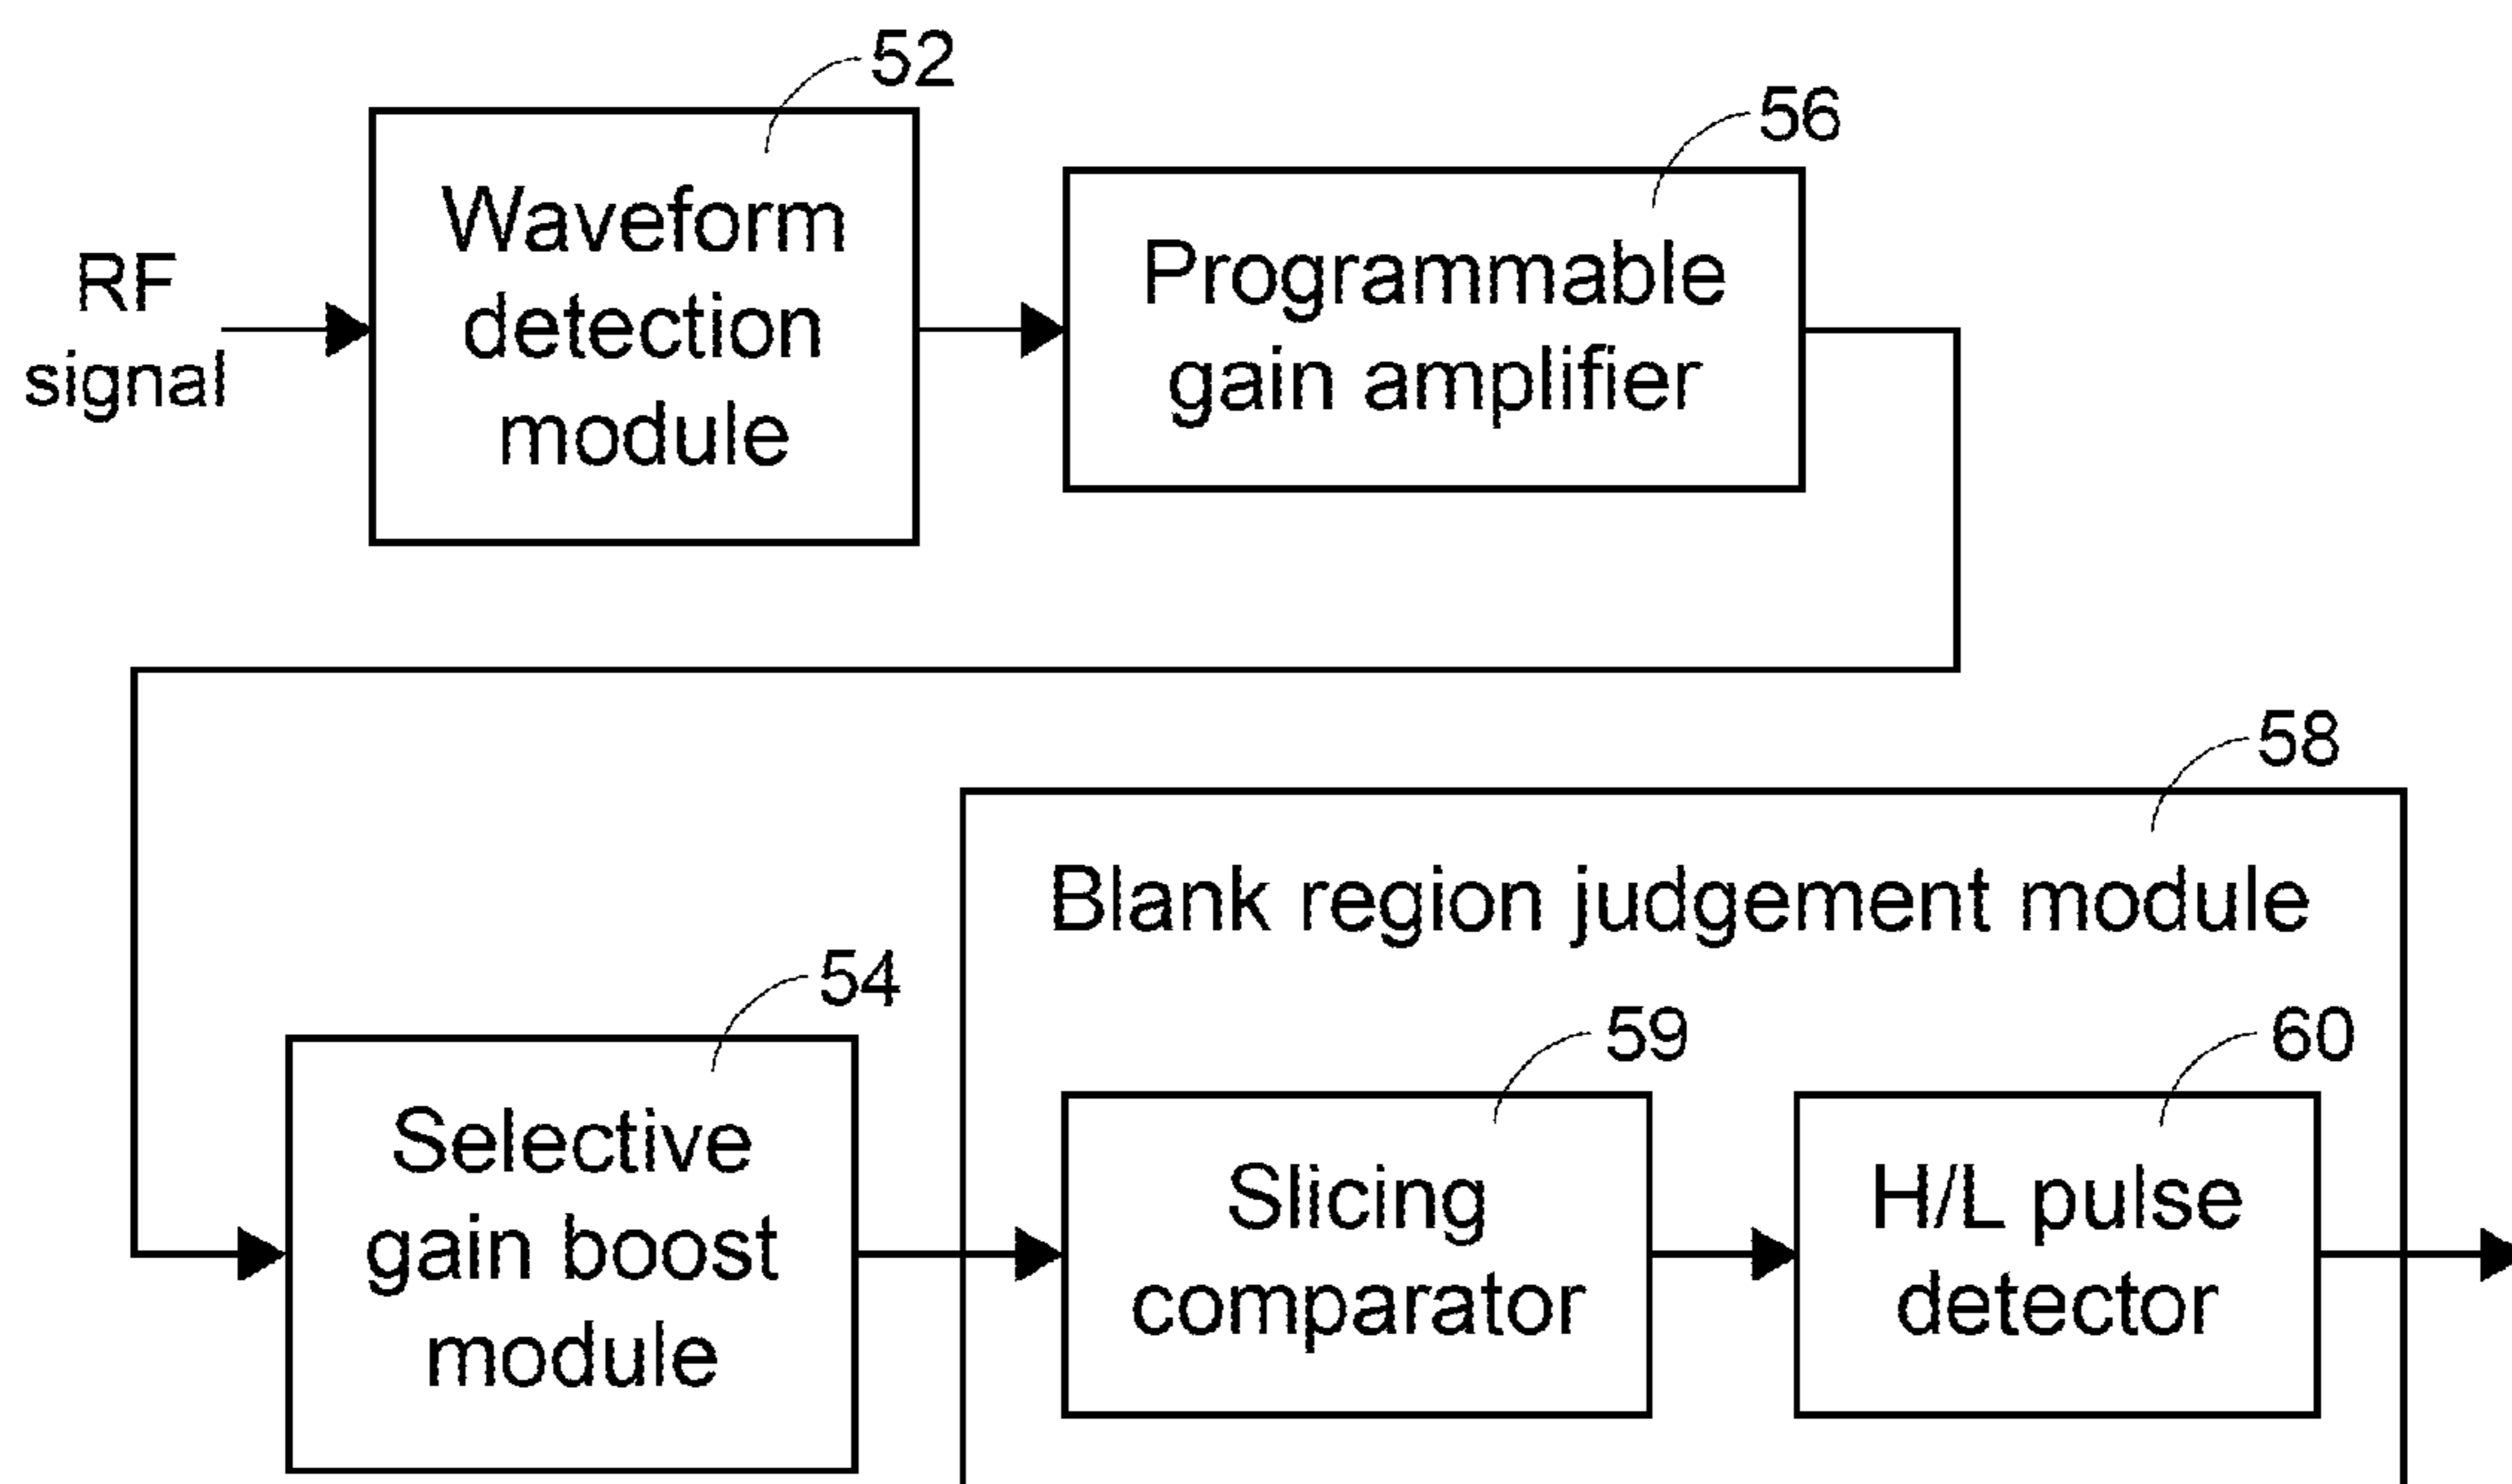 52
56
RF
signal
Waveform
detection
module
Programmable
gain amplifier
58
Blank region judgement module
54
59
60
Selective
gain boost
module
Slicing
comparator
H/L pulse
detector